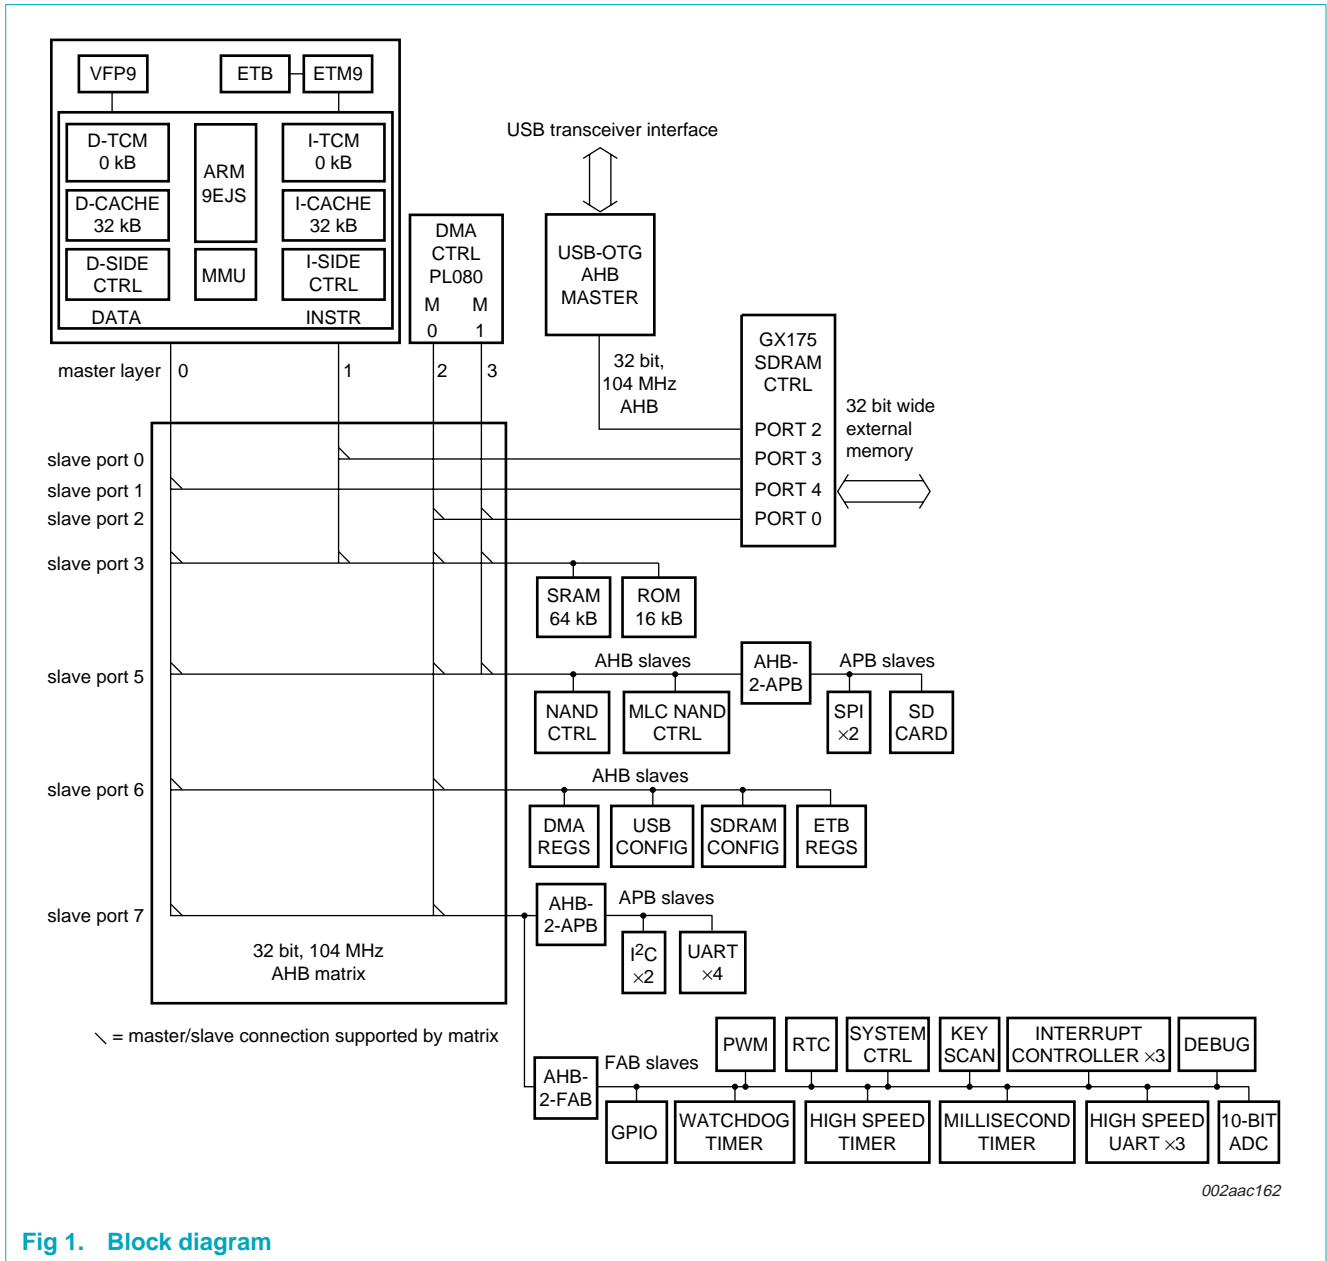 VFP9
ETB
ETM9
D-TCM
0 kB
ARM
9EJS
I-TCM
0 kB
D-CACHE
32 kB
I-CACHE
32 kB
D-SIDE
CTRL
MMU
I-SIDE
CTRL
DATA
INSTR
DMA
CTRL
PL080
M
0
M
1
USB transceiver interface
USB-OTG
AHB
MASTER
32 bit,
104 MHz
AHB
GX175
SDRAM
CTRL
PORT 2
PORT 3
PORT 4
PORT 0
32 bit wide
external
memory
master layer
0
1
2
3
slave port 0
slave port 1
slave port 2
slave port 3
SRAM
64 kB
ROM
16 kB
slave port 5
AHB slaves
AHB-
2-APB
APB slaves
NAND
CTRL
MLC NAND
CTRL
SPI
×2
SD
CARD
slave port 6
AHB slaves
DMA
REGS
USB
CONFIG
SDRAM
CONFIG
ETB
REGS
slave port 7
AHB-
2-APB
APB slaves
I²C
×2
UART
×4
32 bit, 104 MHz
AHB matrix
= master/slave connection supported by matrix
AHB-
2-FAB
FAB slaves
PWM
RTC
SYSTEM
CTRL
KEY
SCAN
INTERRUPT
CONTROLLER ×3
DEBUG
GPIO
WATCHDOG
TIMER
HIGH SPEED
TIMER
MILLISECOND
TIMER
HIGH SPEED
UART ×3
10-BIT
ADC
002aac162
Fig 1. Block diagram